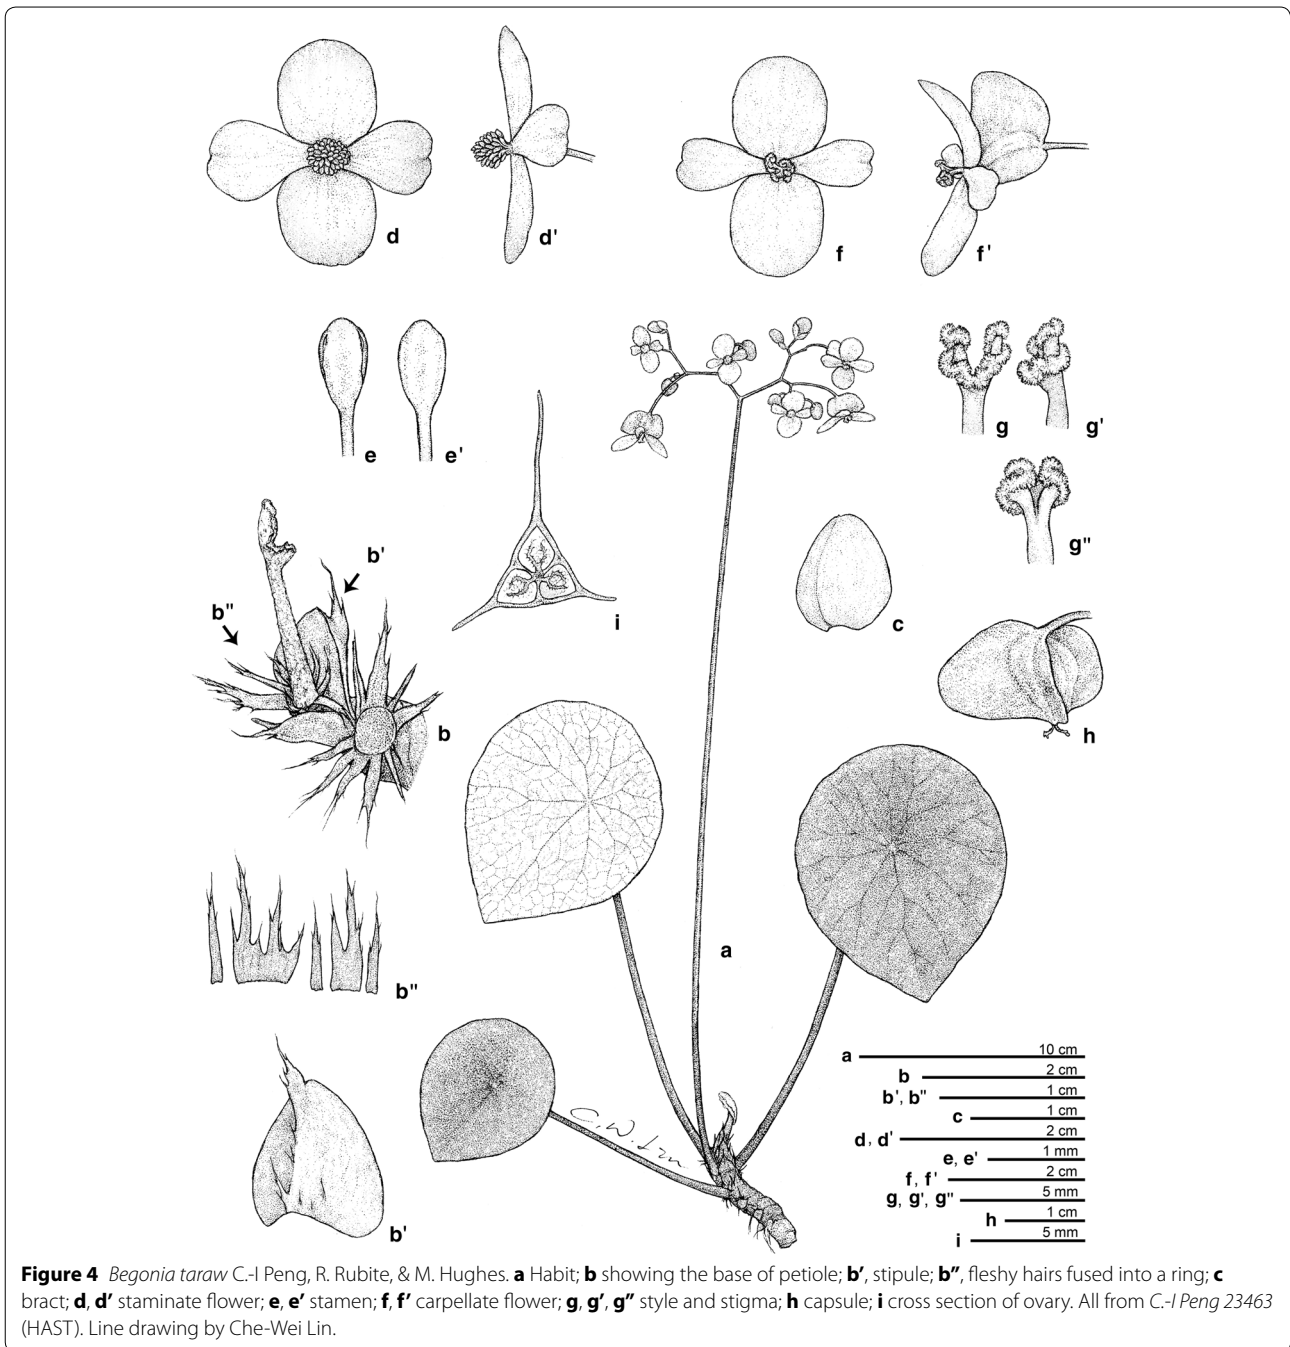 d
d'
f
f'
e
e'
g
g'
g"
b'
b"
i
c
b
h
b"
a
b'
C.W. Lin
a 10 cm
b 2 cm
b', b" 1 cm
c 1 cm
d, d' 2 cm
e, e' 1 mm
f, f' 2 cm
g, g', g" 5 mm
h 1 cm
i 5 mm
Figure 4 Begonia taraw C.-I Peng, R. Rubite, & M. Hughes. a Habit; b showing the base of petiole; b′, stipule; b″, fleshy hairs fused into a ring; c
bract; d, d′ staminate flower; e, e′ stamen; f, f′ carpellate flower; g, g′, g″ style and stigma; h capsule; i cross section of ovary. All from C.-I Peng 23463
(HAST). Line drawing by Che-Wei Lin.